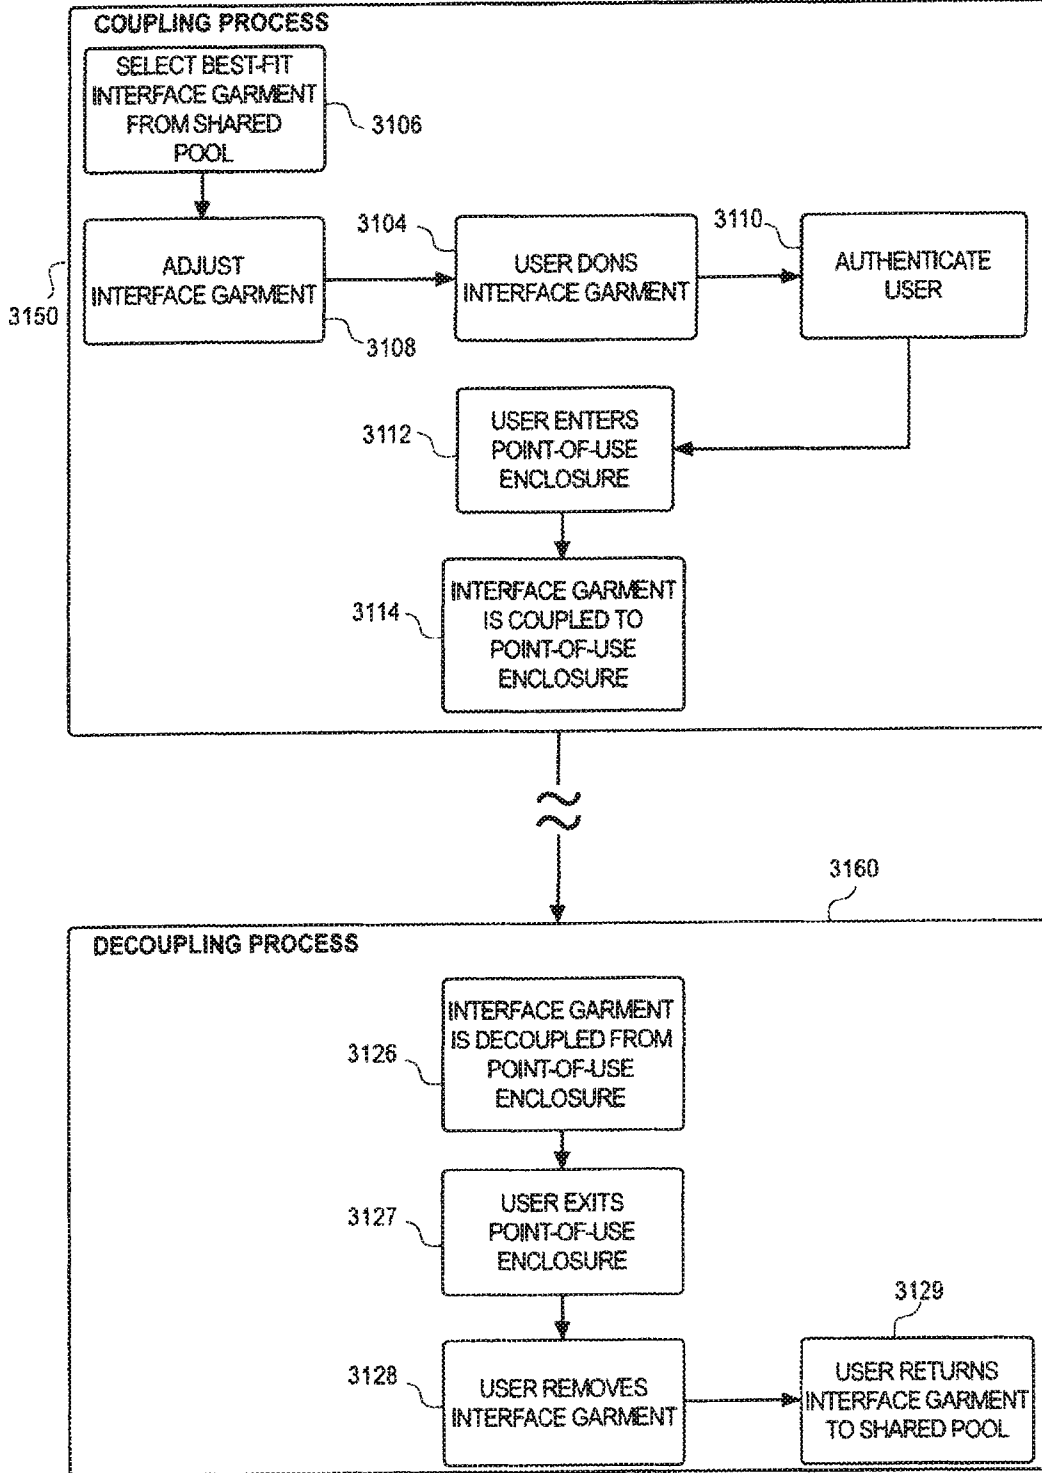 COUPLING PROCESS
SELECT BEST-FIT
INTERFACE GARMENT
FROM SHARED
POOL
3106
ADJUST
INTERFACE GARMENT
3108
3150
3104
USER DONS
INTERFACE GARMENT
3110
AUTHENTICATE
USER
3112
USER ENTERS
POINT-OF-USE
ENCLOSURE
3114
INTERFACE GARMENT
IS COUPLED TO
POINT-OF-USE
ENCLOSURE
3160
DECOUPLING PROCESS
3126
INTERFACE GARMENT
IS DECOUPLED FROM
POINT-OF-USE
ENCLOSURE
3127
USER EXITS
POINT-OF-USE
ENCLOSURE
3128
USER REMOVES
INTERFACE GARMENT
3129
USER RETURNS
INTERFACE GARMENT
TO SHARED POOL